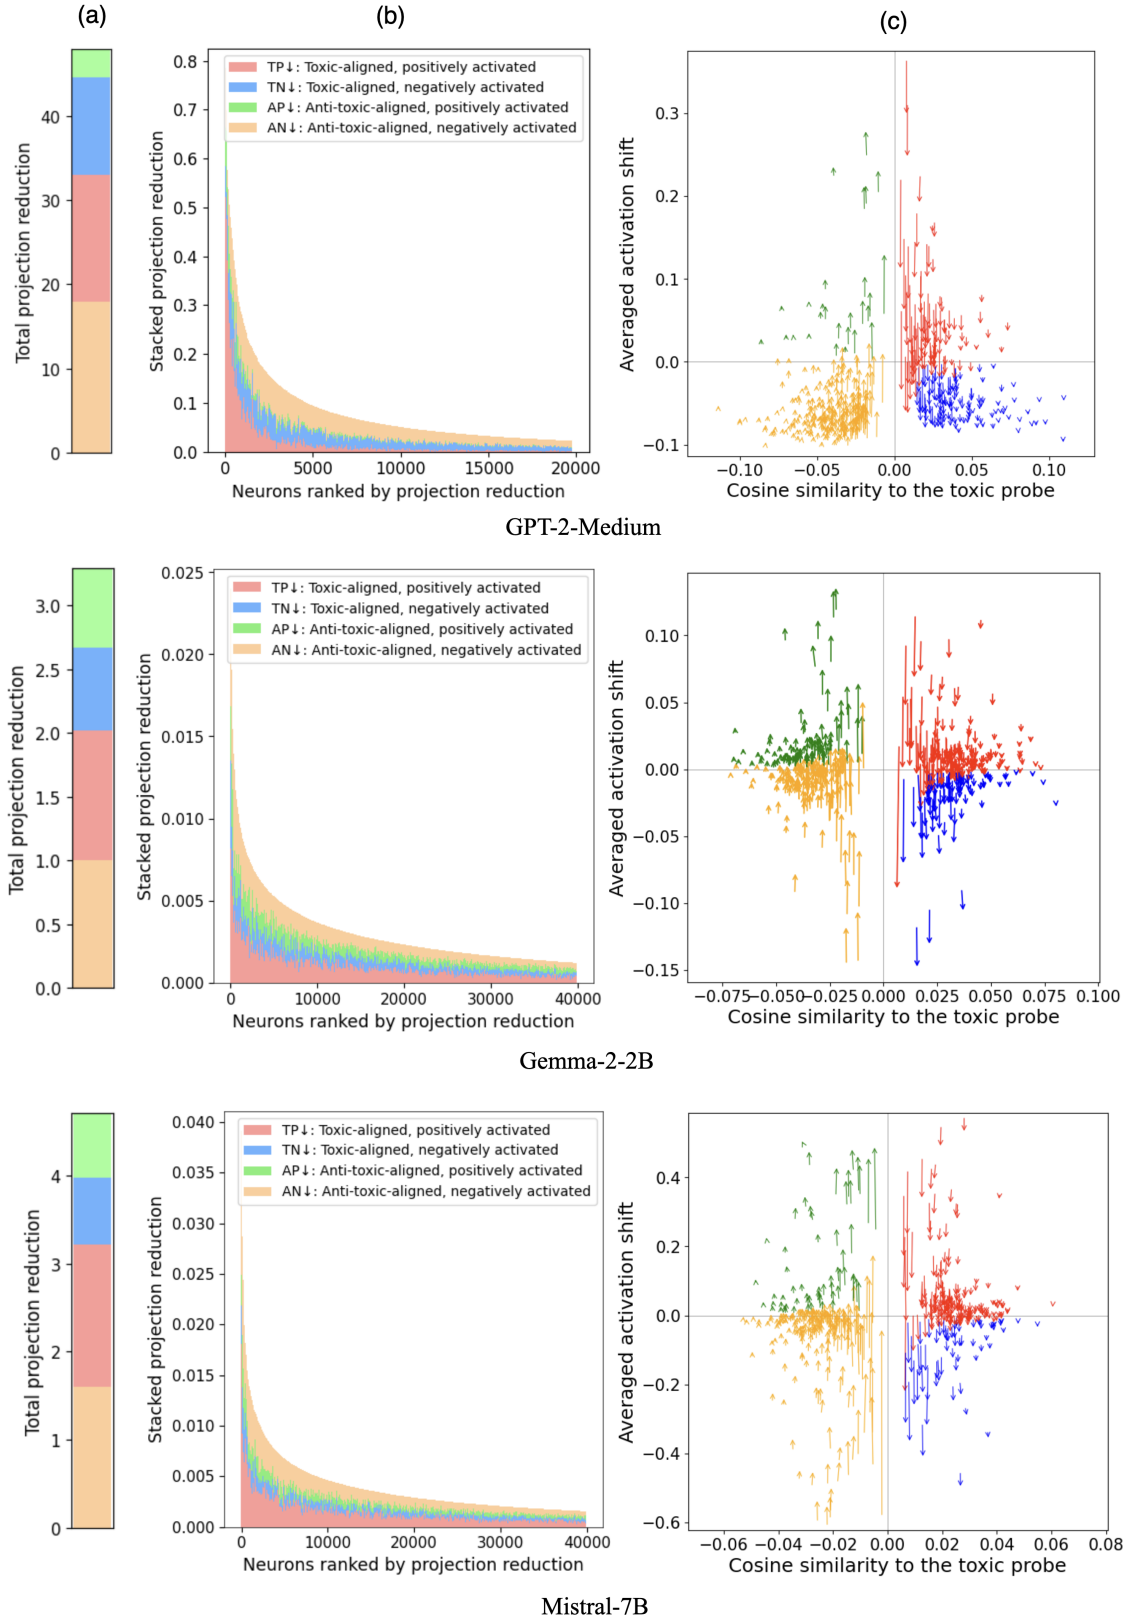 (a)
(b)
(c)
Total projection reduction
0
10
20
30
40
Stacked projection reduction
0.8
0.7
0.6
0.5
0.4
0.3
0.2
0.1
0.0
TP↓: Toxic-aligned, positively activated
TN↓: Toxic-aligned, negatively activated
AP↓: Anti-toxic-aligned, positively activated
AN↓: Anti-toxic-aligned, negatively activated
0 5000 10000 15000 20000
Neurons ranked by projection reduction
Averaged activation shift
0.3
0.2
0.1
0.0
−0.1
−0.10 −0.05 0.00 0.05 0.10
Cosine similarity to the toxic probe
GPT-2-Medium
Total projection reduction
3.0
2.5
2.0
1.5
1.0
0.5
0.0
Stacked projection reduction
0.025
0.020
0.015
0.010
0.005
0.000
TP↓: Toxic-aligned, positively activated
TN↓: Toxic-aligned, negatively activated
AP↓: Anti-toxic-aligned, positively activated
AN↓: Anti-toxic-aligned, negatively activated
0 10000 20000 30000 40000
Neurons ranked by projection reduction
Averaged activation shift
0.10
0.05
0.00
−0.05
−0.10
−0.15
−0.075 −0.050 −0.025 0.000 0.025 0.050 0.075 0.100
Cosine similarity to the toxic probe
Gemma-2-2B
Total projection reduction
4
3
2
1
0
Stacked projection reduction
0.040
0.035
0.030
0.025
0.020
0.015
0.010
0.005
0.000
TP↓: Toxic-aligned, positively activated
TN↓: Toxic-aligned, negatively activated
AP↓: Anti-toxic-aligned, positively activated
AN↓: Anti-toxic-aligned, negatively activated
0 10000 20000 30000 40000
Neurons ranked by projection reduction
Averaged activation shift
0.4
0.2
0.0
−0.2
−0.4
−0.6
−0.06 −0.04 −0.02 0.00 0.02 0.04 0.06 0.08
Cosine similarity to the toxic probe
Mistral-7B